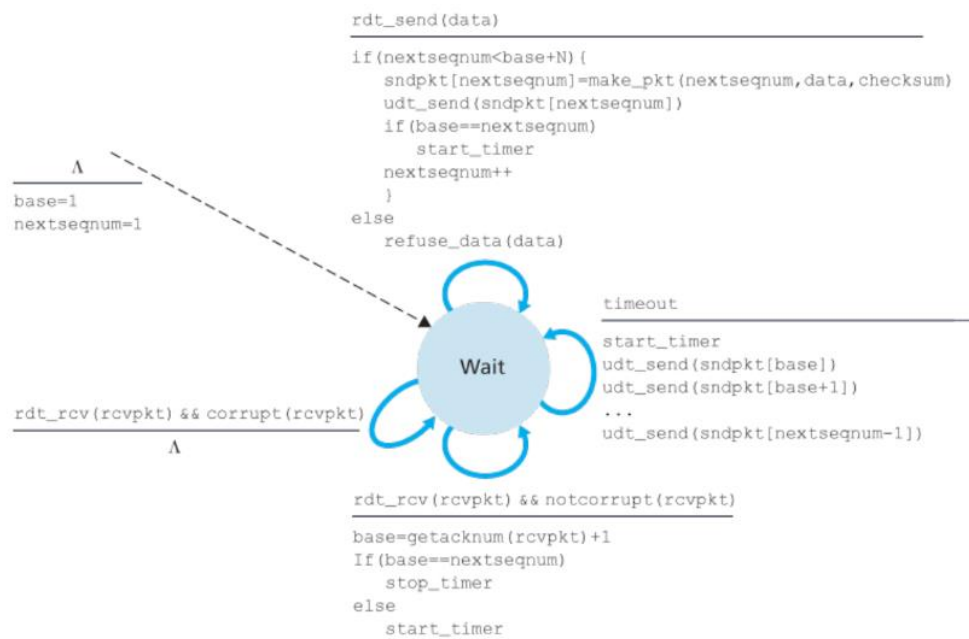 rdt_send(data)
if(nextseqnum<base+N){
sndpkt[nextseqnum]=make_pkt(nextseqnum,data,checksum)
udt_send(sndpkt[nextseqnum])
if(base==nextseqnum)
start_timer
nextseqnum++
}
else
refuse_data(data)
Λ
base=1
nextseqnum=1
Wait
timeout
start_timer
udt_send(sndpkt[base])
udt_send(sndpkt[base+1])
...
udt_send(sndpkt[nextseqnum-1])
rdt_rcv(rcvpkt) && corrupt(rcvpkt)
Λ
rdt_rcv(rcvpkt) && notcorrupt(rcvpkt)
base=getacknum(rcvpkt)+1
If(base==nextseqnum)
stop_timer
else
start_timer